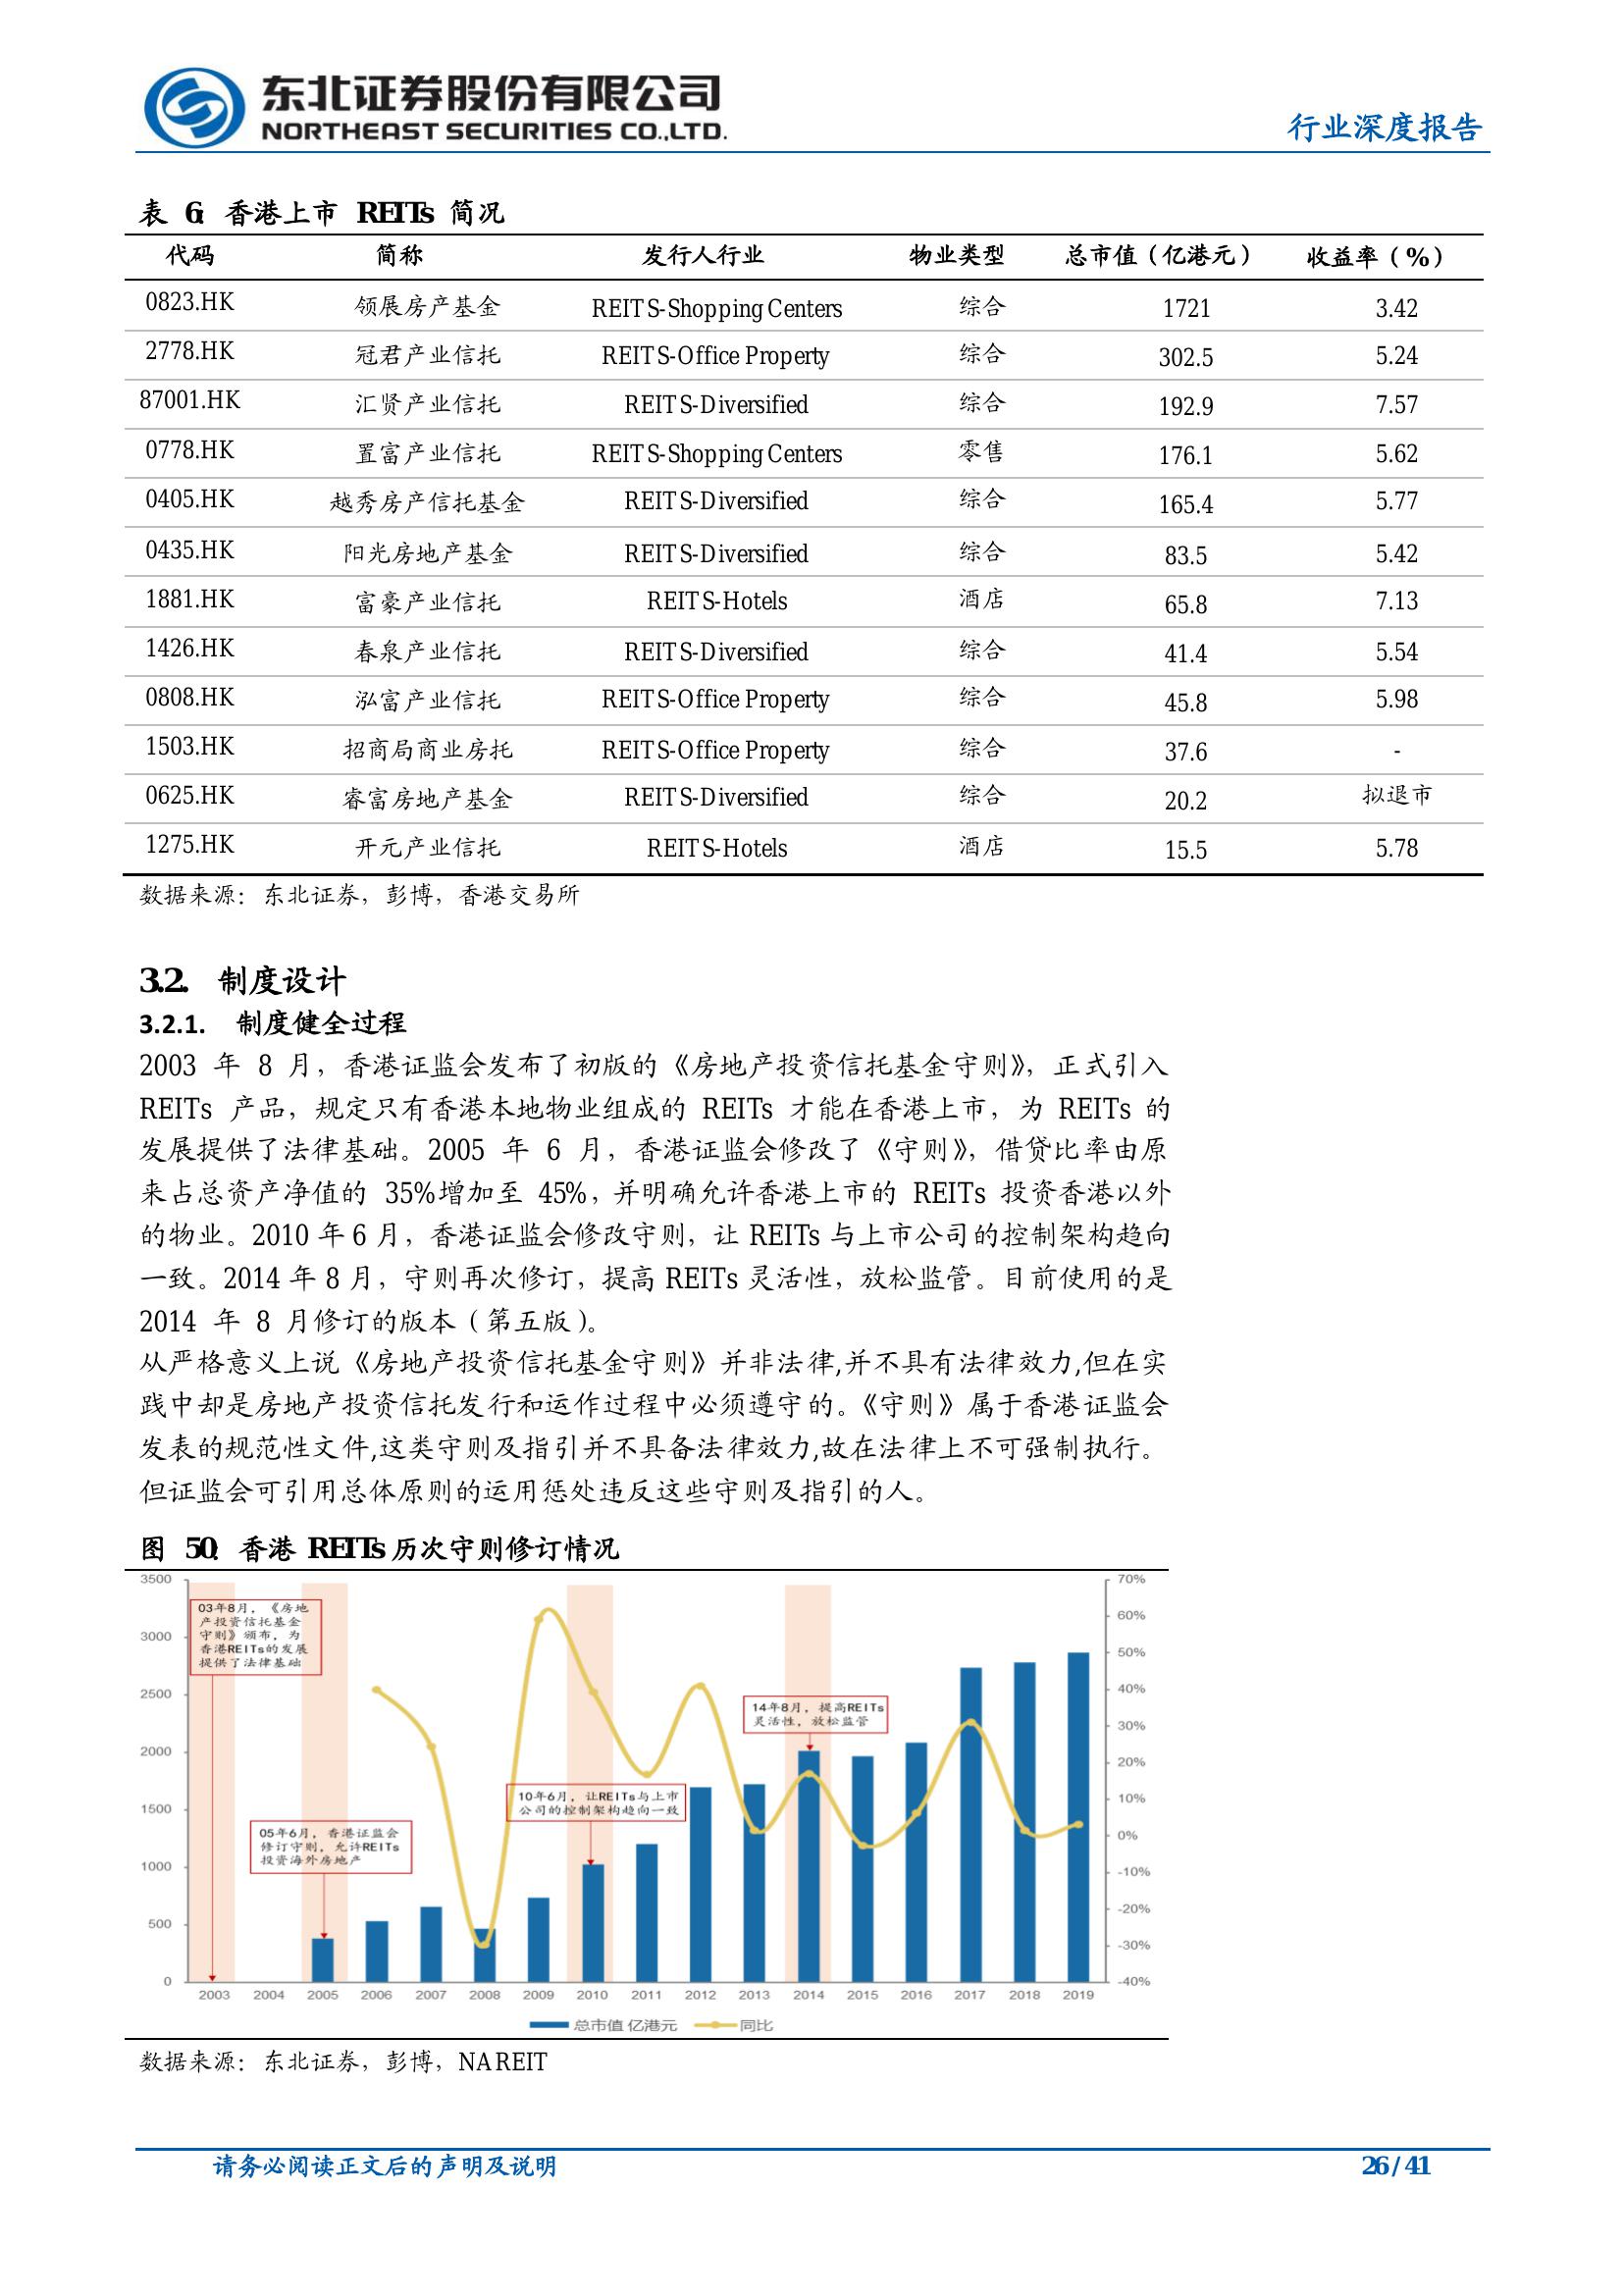 东北证券股份有限公司
NORTHEAST SECURITIES CO.,LTD.
行业深度报告
表 6: 香港上市 REITs 简况
代码 简称 发行人行业 物业类型 总市值（亿港元） 收益率（%）
0823.HK 领展房产基金 REITS-Shopping Centers 综合 1721 3.42
2778.HK 冠君产业信托 REITS-Office Property 综合 302.5 5.24
87001.HK 汇贤产业信托 REITS-Diversified 综合 192.9 7.57
0778.HK 置富产业信托 REITS-Shopping Centers 零售 176.1 5.62
0405.HK 越秀房产信托基金 REITS-Diversified 综合 165.4 5.77
0435.HK 阳光房地产基金 REITS-Diversified 综合 83.5 5.42
1881.HK 富豪产业信托 REITS-Hotels 酒店 65.8 7.13
1426.HK 春泉产业信托 REITS-Diversified 综合 41.4 5.54
0808.HK 泓富产业信托 REITS-Office Property 综合 45.8 5.98
1503.HK 招商局商业房托 REITS-Office Property 综合 37.6 -
0625.HK 睿富房地产基金 REITS-Diversified 综合 20.2 拟退市
1275.HK 开元产业信托 REITS-Hotels 酒店 15.5 5.78
数据来源：东北证券，彭博，香港交易所
3.2. 制度设计
3.2.1. 制度健全过程
2003 年 8 月，香港证监会发布了初版的《房地产投资信托基金守则》，正式引入
REITs 产品，规定只有香港本地物业组成的 REITs 才能在香港上市，为 REITs 的
发展提供了法律基础。2005 年 6 月，香港证监会修改了《守则》，借贷比率由原
来占总资产净值的 35%增加至 45%，并明确允许香港上市的 REITs 投资香港以外
的物业。2010 年 6 月，香港证监会修改守则，让 REITs 与上市公司的控制架构趋向
一致。2014 年 8 月，守则再次修订，提高 REITs 灵活性，放松监管。目前使用的是
2014 年 8 月修订的版本（第五版）。
从严格意义上说《房地产投资信托基金守则》并非法律,并不具有法律效力,但在实
践中却是房地产投资信托发行和运作过程中必须遵守的。《守则》属于香港证监会
发表的规范性文件,这类守则及指引并不具备法律效力,故在法律上不可强制执行。
但证监会可引用总体原则的运用惩处违反这些守则及指引的人。
图 50: 香港 REITs 历次守则修订情况
3500
3000
2500
2000
1500
1000
500
0
70%
60%
50%
40%
30%
20%
10%
0%
-10%
-20%
-30%
-40%
03年8月，《房地
产投资信托基金
守则》颁布，为
香港REITs的发展
提供了法律基础
05年6月，香港证监会
修订守则，允许REITs
投资海外房地产
10年6月，让REITs与上市
公司的控制架构趋向一致
14年8月，提高REITs
灵活性，放松监管
2003 2004 2005 2006 2007 2008 2009 2010 2011 2012 2013 2014 2015 2016 2017 2018 2019
总市值 亿港元 同比
数据来源：东北证券，彭博，NAREIT
请务必阅读正文后的声明及说明 26 / 41